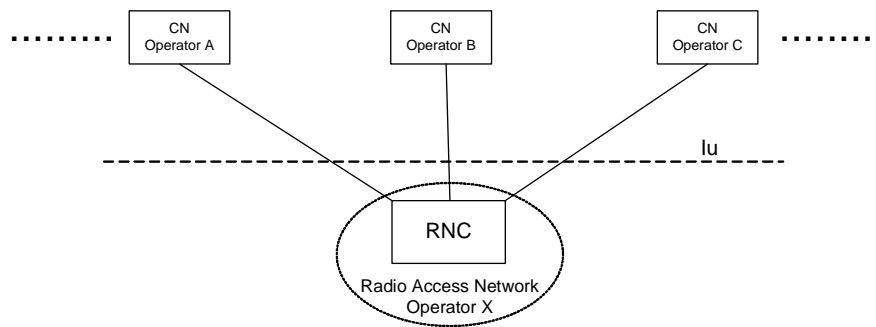 CN
Operator A
CN
Operator B
CN
Operator C
Iu
RNC
Radio Access Network
Operator X